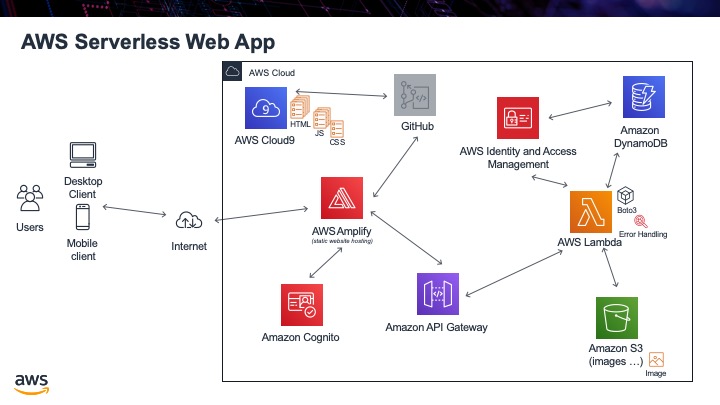 AWS Serverless Web App
AWS Cloud
9
HTML
JS
CSS
AWS Cloud9
GitHub
AWS Identity and Access
Management
Amazon
DynamoDB
Desktop
Client
Users
Mobile
client
Internet
AWS Amplify
(static website hosting)
Boto3
Error Handling
AWS Lambda
Amazon Cognito
Amazon API Gateway
Amazon S3
(images ...)
Image
aws